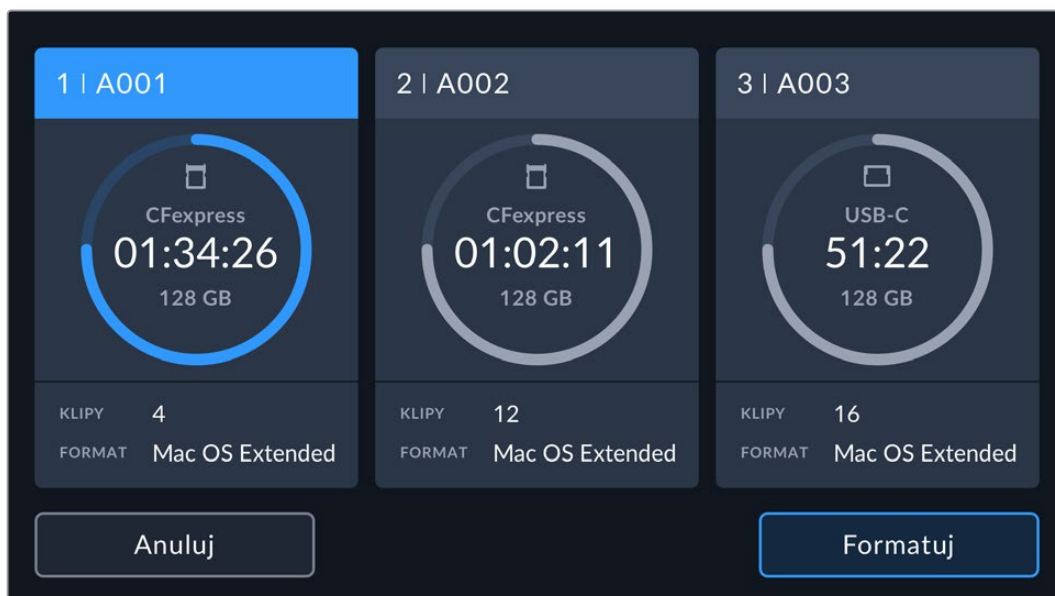 1 | A001
CFexpress
01:34:26
128 GB
KLIPY 4
FORMAT Mac OS Extended
2 | A002
CFexpress
01:02:11
128 GB
KLIPY 12
FORMAT Mac OS Extended
3 | A003
USB-C
51:22
128 GB
KLIPY 16
FORMAT Mac OS Extended
Anuluj
Formatuj